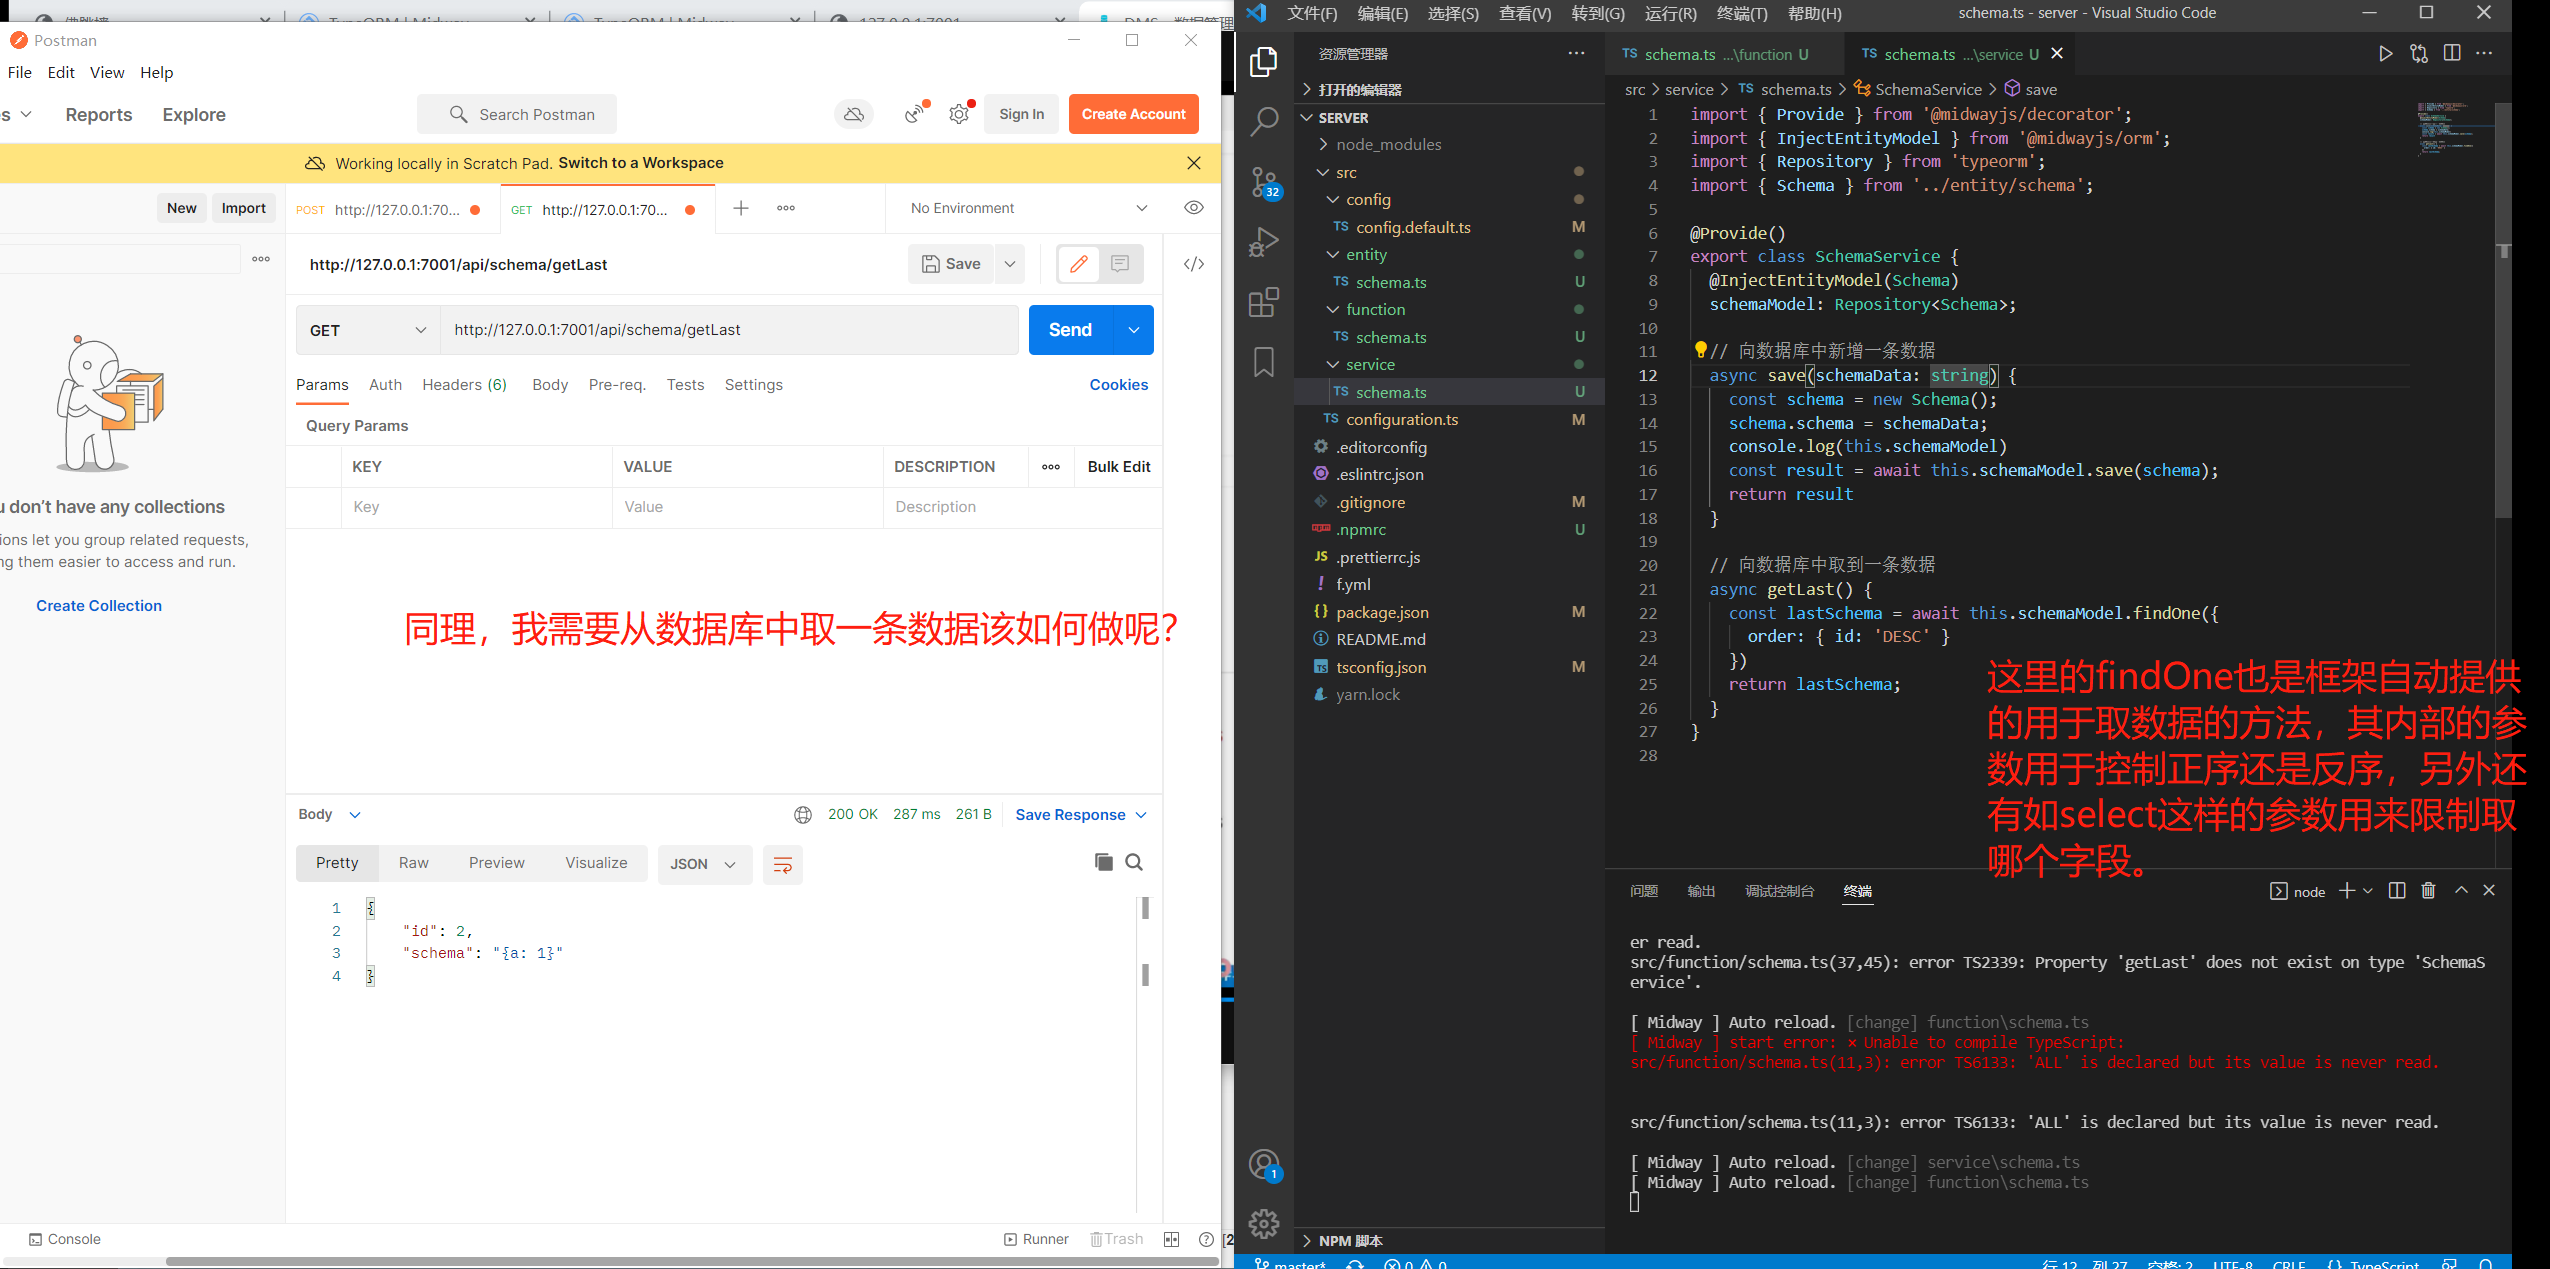 Postman
File Edit View Help
s Reports Explore
Search Postman
Sign In
Create Account
Working locally in Scratch Pad. Switch to a Workspace
New Import
POST http://127.0.0.1:70...
GET http://127.0.0.1:70...
No Environment
http://127.0.0.1:7001/api/schema/getLast
Save
GET http://127.0.0.1:7001/api/schema/getLast
Send
Params Auth Headers (6) Body Pre-req. Tests Settings
Cookies
Query Params
KEY VALUE DESCRIPTION Bulk Edit
Key Value Description
u don't have any collections
ions let you group related requests,
ng them easier to access and run.
Create Collection
同理，我需要从数据库中取一条数据该如何做呢？
Body
200 OK 287 ms 261 B Save Response
Pretty Raw Preview Visualize JSON
1 {
2 "id": 2,
3 "schema": "{a: 1}"
4 }
Console
Runner Trash
文件(F) 编辑(E) 选择(S) 查看(V) 转到(G) 运行(R) 终端(T) 帮助(H)
schema.ts - server - Visual Studio Code
资源管理器
打开的编辑器
SERVER
node_modules
src
config
TS config.default.ts M
entity
TS schema.ts U
function
TS schema.ts U
service
TS schema.ts U
TS configuration.ts M
.editorconfig
.eslintrc.json
.gitignore M
.npmrc U
JS .prettierrc.js
! f.yml
{} package.json M
README.md
tsconfig.json M
yarn.lock
NPM 脚本
32
1
TS schema.ts ...\function U
TS schema.ts ...\service U
src > service > TS schema.ts > SchemaService > save
1 import { Provide } from '@midwayjs/decorator';
2 import { InjectEntityModel } from '@midwayjs/orm';
3 import { Repository } from 'typeorm';
4 import { Schema } from '../entity/schema';
5
6 @Provide()
7 export class SchemaService {
8 @InjectEntityModel(Schema)
9 schemaModel: Repository<Schema>;
10
11 // 向数据库中新增一条数据
12 async save(schemaData: string) {
13 const schema = new Schema();
14 schema.schema = schemaData;
15 console.log(this.schemaModel)
16 const result = await this.schemaModel.save(schema);
17 return result
18 }
19
20 // 向数据库中取到一条数据
21 async getLast() {
22 const lastSchema = await this.schemaModel.findOne({
23 order: { id: 'DESC' }
24 })
25 return lastSchema;
26 }
27 }
28
这里的findOne也是框架自动提供
的用于取数据的方法，其内部的参
数用于控制正序还是反序，另外还
有如select这样的参数用来限制取
哪个字段。
问题 输出 调试控制台 终端
node
er read.
src/function/schema.ts(37,45): error TS2339: Property 'getLast' does not exist on type 'SchemaS
ervice'.
[ Midway ] Auto reload. [change] function\schema.ts
[ Midway ] start error: × Unable to compile TypeScript:
src/function/schema.ts(11,3): error TS6133: 'ALL' is declared but its value is never read.
src/function/schema.ts(11,3): error TS6133: 'ALL' is declared but its value is never read.
[ Midway ] Auto reload. [change] service\schema.ts
[ Midway ] Auto reload. [change] function\schema.ts
master* 0 0
行 12，列 27 空格: 2 UTF-8 CRLF {} TypeScript